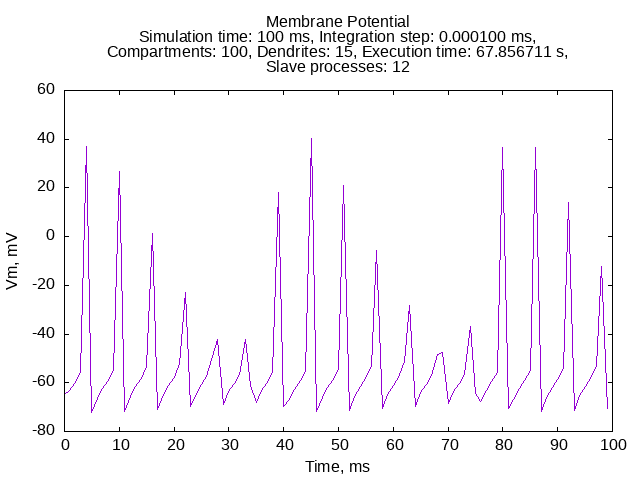 Membrane Potential
Simulation time: 100 ms, Integration step: 0.000100 ms,
Compartments: 100, Dendrites: 15, Execution time: 67.856711 s,
Slave processes: 12
60
40
20
0
-20
-40
-60
-80
Vm, mV
0 10 20 30 40 50 60 70 80 90 100
Time, ms